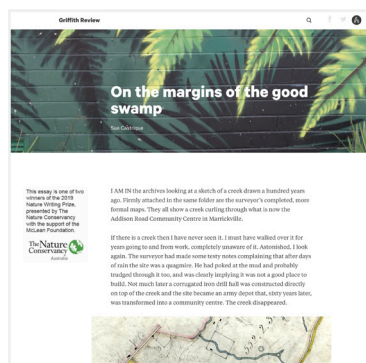 Griffith Review
On the margins of the good
swamp
This essay is one of two
winners of the 2019
Nature Writing Prize,
presented by The
Nature Conservancy
with the support of the
McLean Foundation.
The Nature
Conservancy
Australia
I AM IN the archives looking at a sketch of a creek drawn a hundred years
ago. Firmly attached in the same folder are the surveyor's completed, more
formal maps. They all show a creek curling through what is now the
Addison Road Community Centre in Marrickville.
If there is a creek then I have never seen it. I must have walked over it for
years going to and from work, completely unaware of it. Astonished, I look
again. The surveyor had made some testy notes complaining that after days
of rain the site was a quagmire. He had poked at the mud and probably
trudged through it too, and was clearly implying it was not a good place to
build. Not much later a corrugated iron drill hall was constructed directly
on top of the creek and the site became an army depot that, sixty years later,
was transformed into a community centre. The creek disappeared.